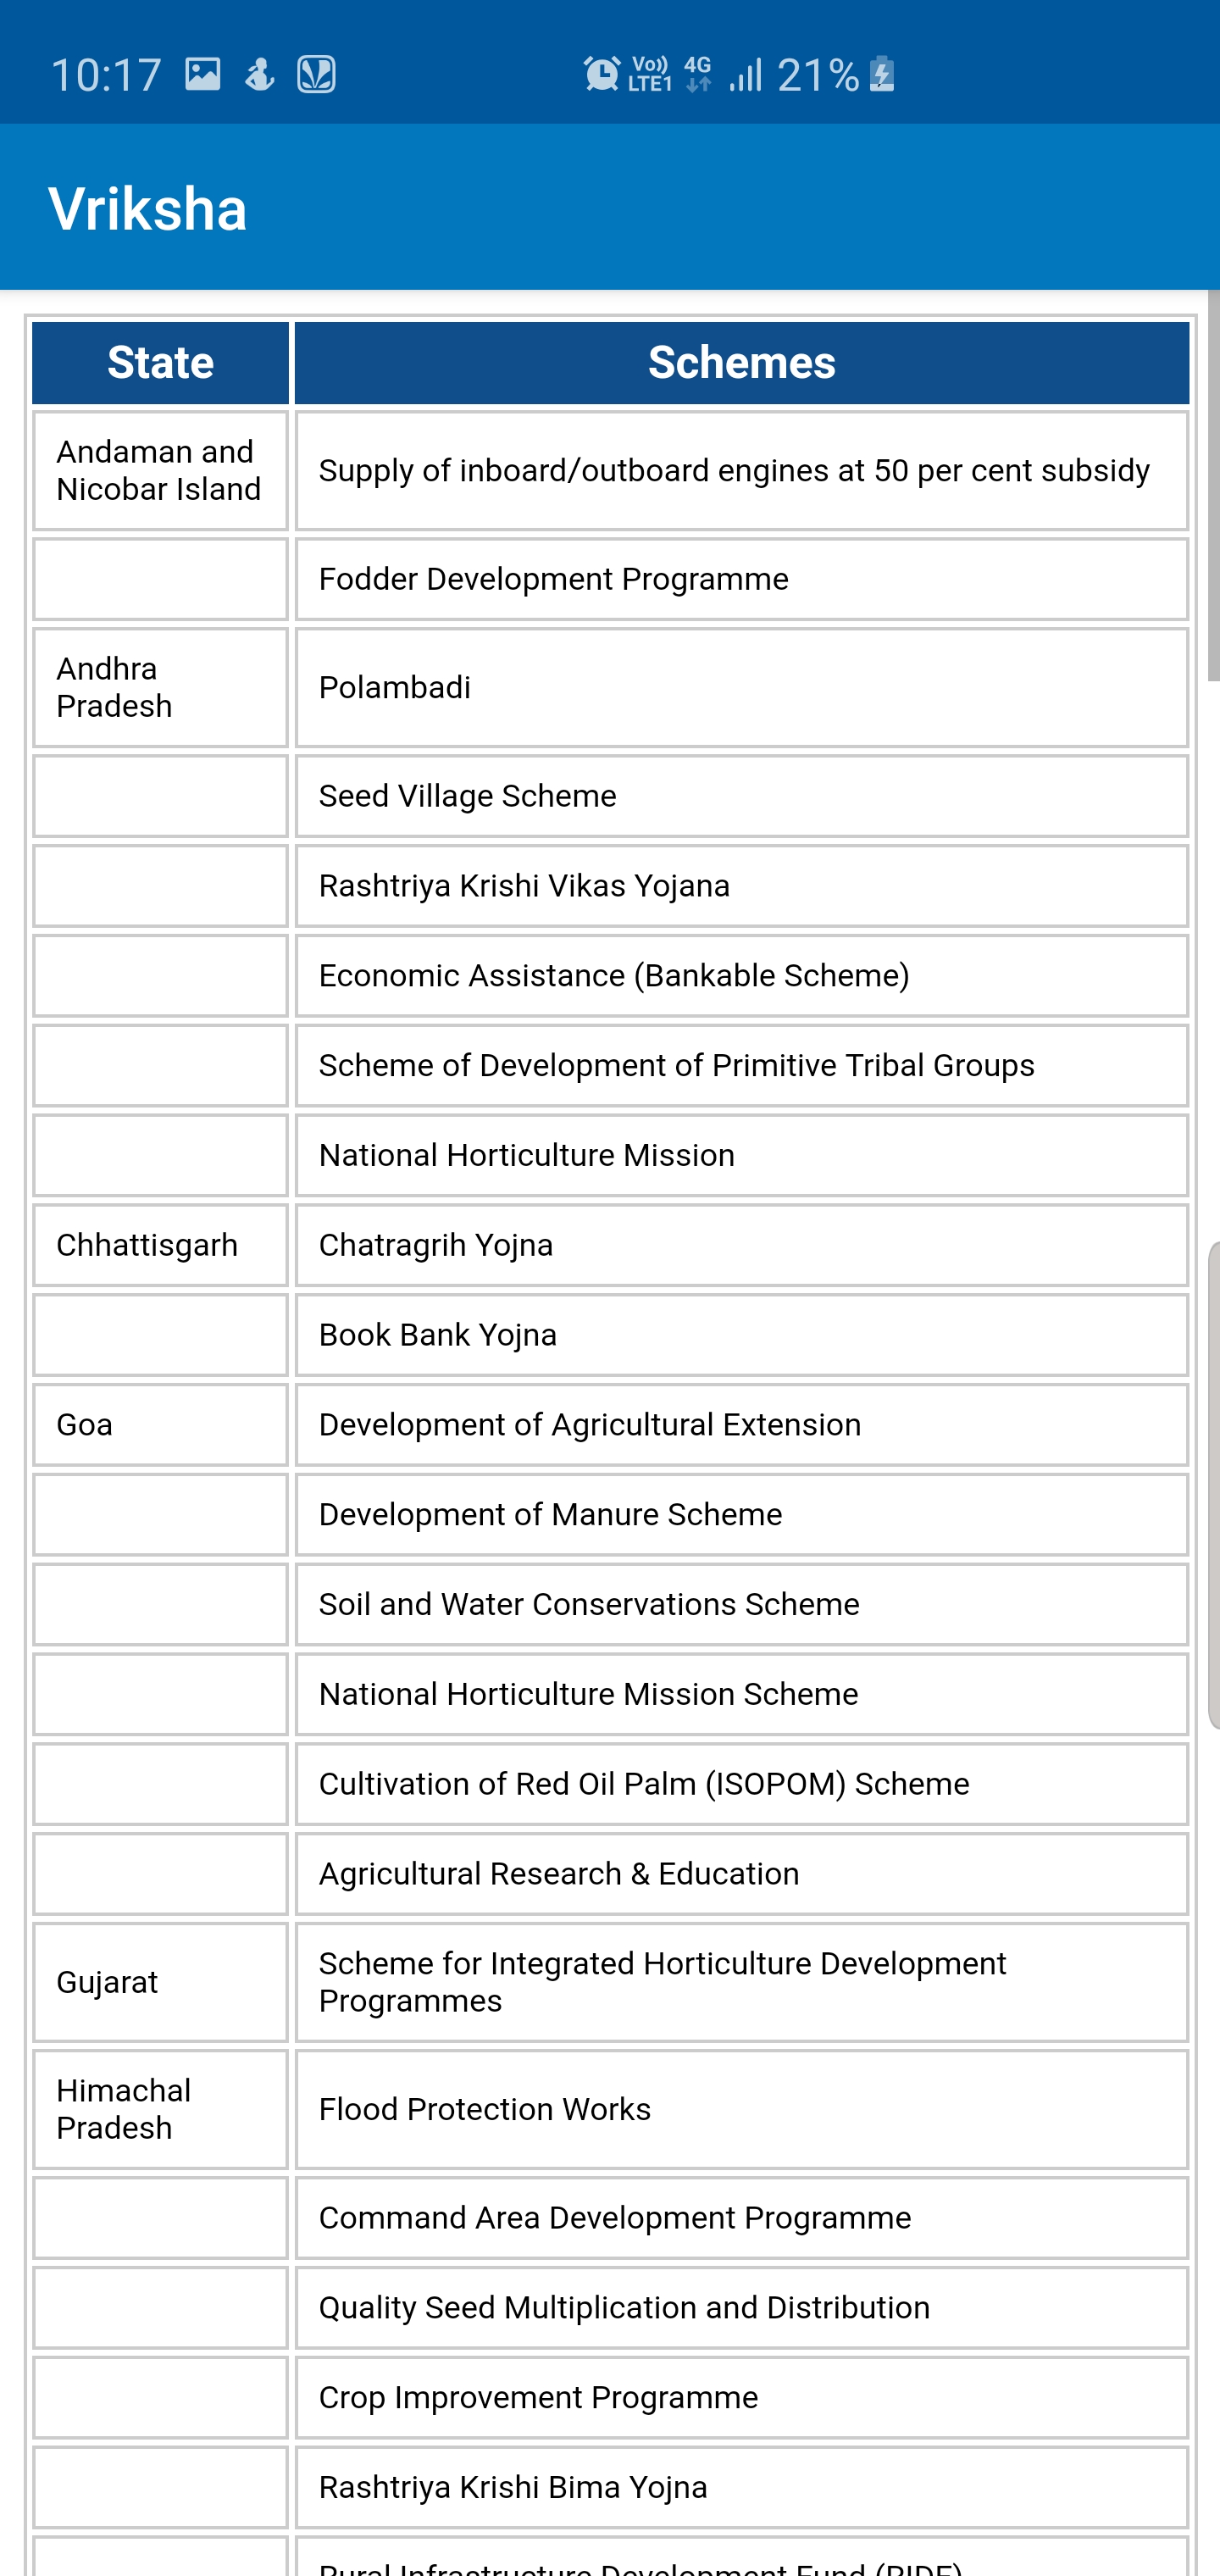 10:17 Vo)) LTE1 4G 21%
Vriksha
State Schemes
Andaman and
Nicobar Island
Supply of inboard/outboard engines at 50 per cent subsidy
Fodder Development Programme
Andhra
Pradesh
Polambadi
Seed Village Scheme
Rashtriya Krishi Vikas Yojana
Economic Assistance (Bankable Scheme)
Scheme of Development of Primitive Tribal Groups
National Horticulture Mission
Chhattisgarh Chatragrih Yojna
Book Bank Yojna
Goa Development of Agricultural Extension
Development of Manure Scheme
Soil and Water Conservations Scheme
National Horticulture Mission Scheme
Cultivation of Red Oil Palm (ISOPOM) Scheme
Agricultural Research & Education
Gujarat
Scheme for Integrated Horticulture Development
Programmes
Himachal
Pradesh
Flood Protection Works
Command Area Development Programme
Quality Seed Multiplication and Distribution
Crop Improvement Programme
Rashtriya Krishi Bima Yojna
Rural Infrastructure Development Fund (RIDF)